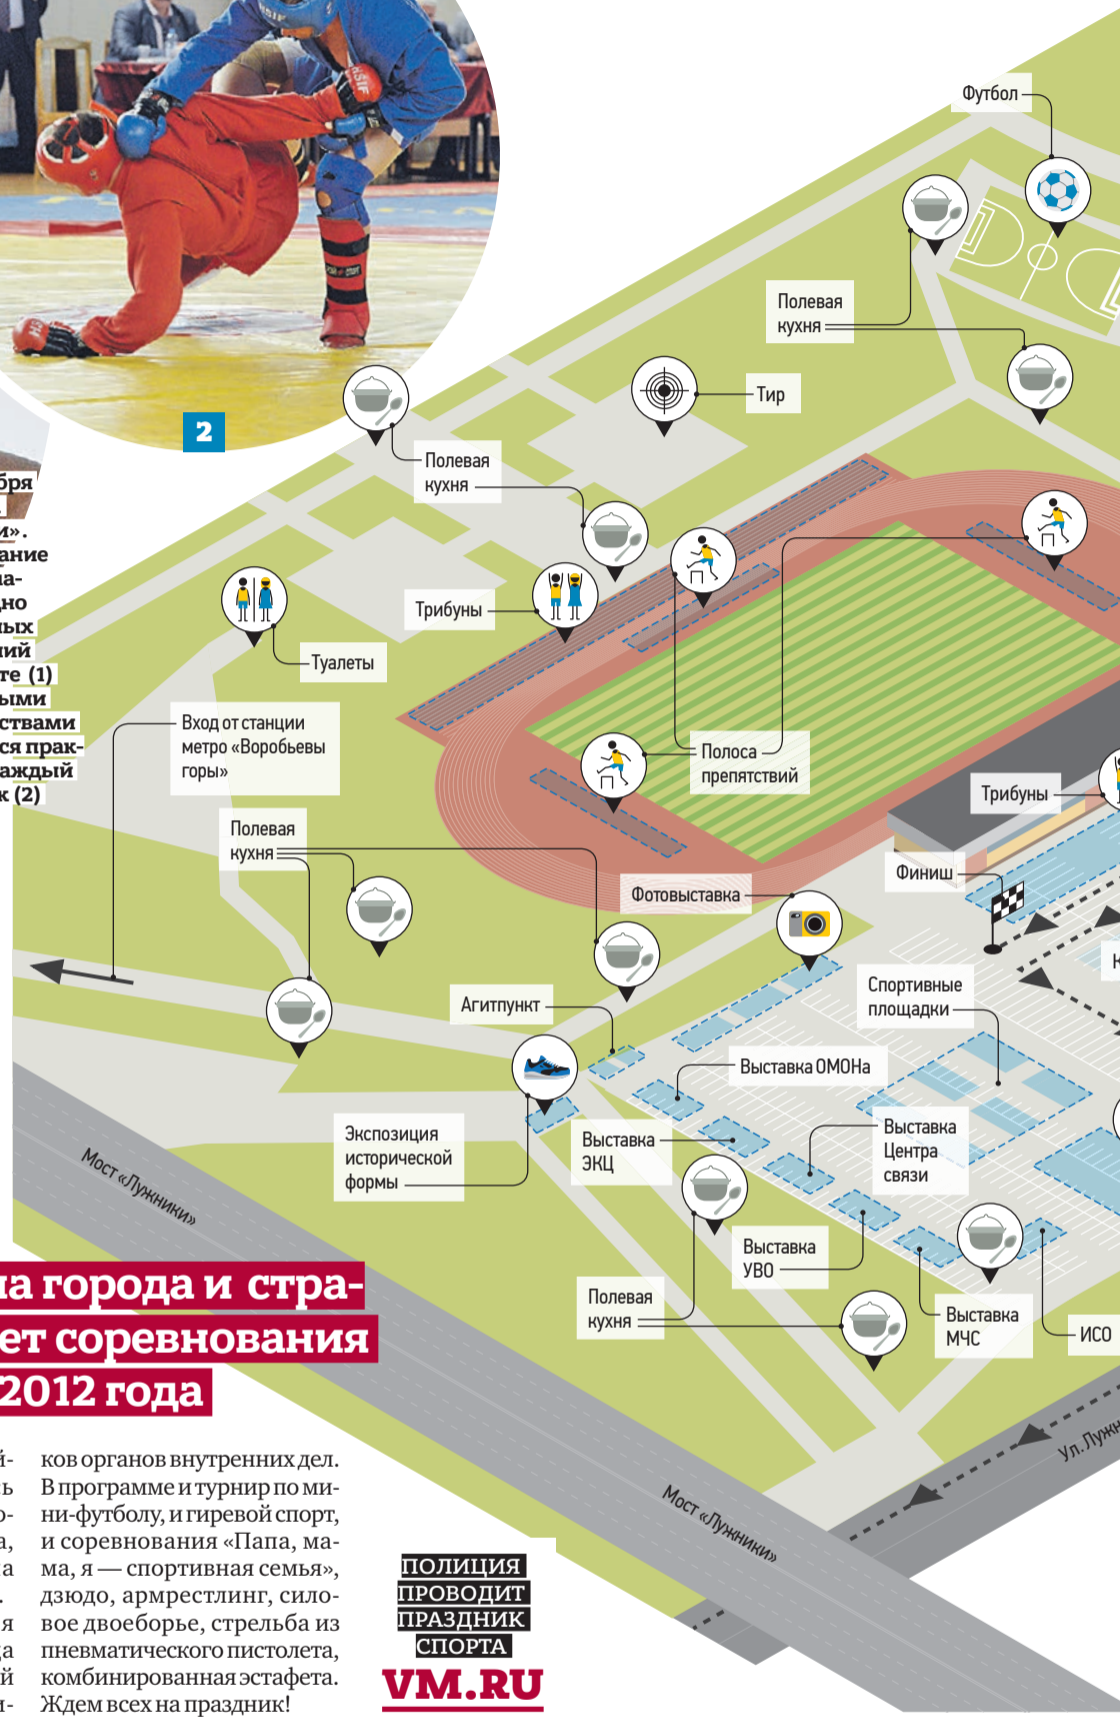 Футбол
Полевая
кухня
Тир
2
Полевая
кухня
Трибуны
Туалеты
и».
(1)
Вход от станции
метро «Воробьевы
горы»
(2)
Полоса
препятствий
Трибуны
Полевая
кухня
Финиш
Фотовыставка
Спортивные
площадки
Агитпункт
Выставка ОМОНа
Экспозиция
исторической
формы
Выставка
ЭКЦ
Выставка
Центра
связи
Мост «Лужники»
Выставка
УВО
Полевая
кухня
Выставка
МЧС
ИСО
на города и стра-
ет соревнования
2012 года
Ул. Лужн
Мост «Лужники»
ков органов внутренних дел.
В программе и турнир по ми-
ни-футболу, и гиревой спорт,
и соревнования «Папа, ма-
ма, я — спортивная семья»,
дзюдо, армрестлинг, сило-
вое двоеборье, стрельба из
пневматического пистолета,
комбинированная эстафета.
Ждем всех на праздник!
ПОЛИЦИЯ
ПРОВОДИТ
ПРАЗДНИК
СПОРТА
VM.RU